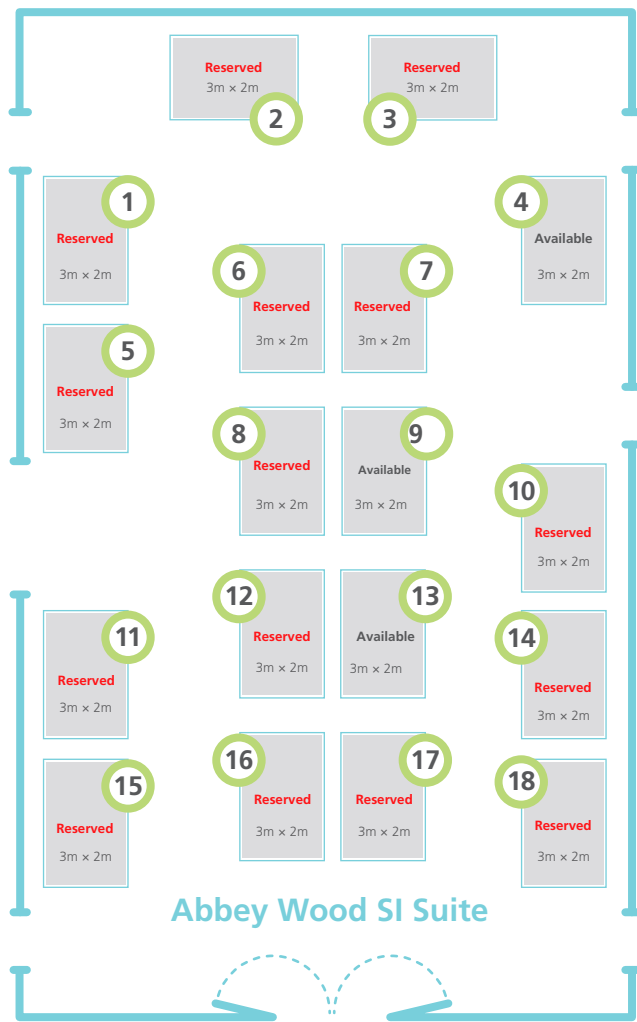 Reserved
3m × 2m
2
Reserved
3m × 2m
3
1
Reserved
3m × 2m
4
Available
3m × 2m
6
Reserved
3m × 2m
7
Reserved
3m × 2m
5
Reserved
3m × 2m
8
Reserved
3m × 2m
9
Available
3m × 2m
10
Reserved
3m × 2m
12
Reserved
3m × 2m
13
Available
3m × 2m
11
Reserved
3m × 2m
14
Reserved
3m × 2m
16
Reserved
3m × 2m
17
Reserved
3m × 2m
15
Reserved
3m × 2m
18
Reserved
3m × 2m
Abbey Wood SI Suite